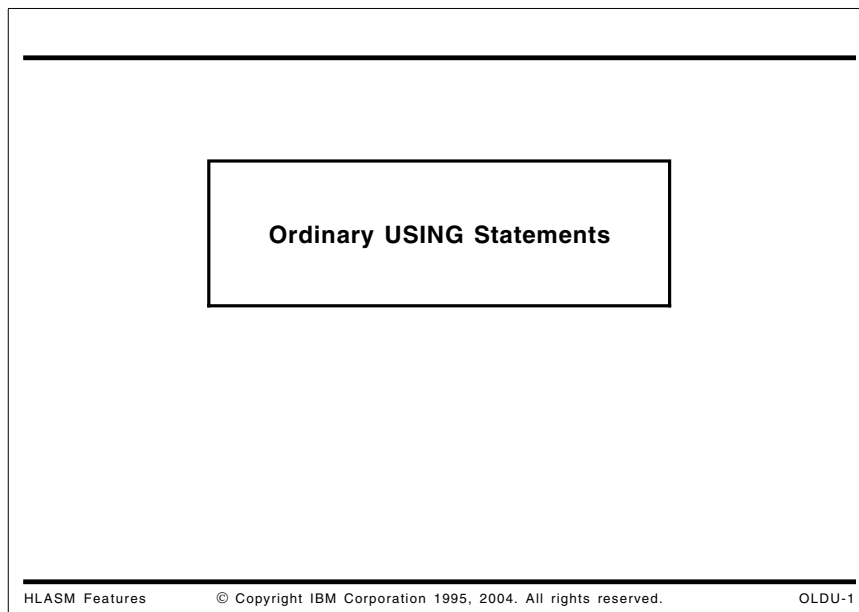 Ordinary USING Statements
HLASM Features © Copyright IBM Corporation 1995, 2004. All rights reserved. OLDU-1